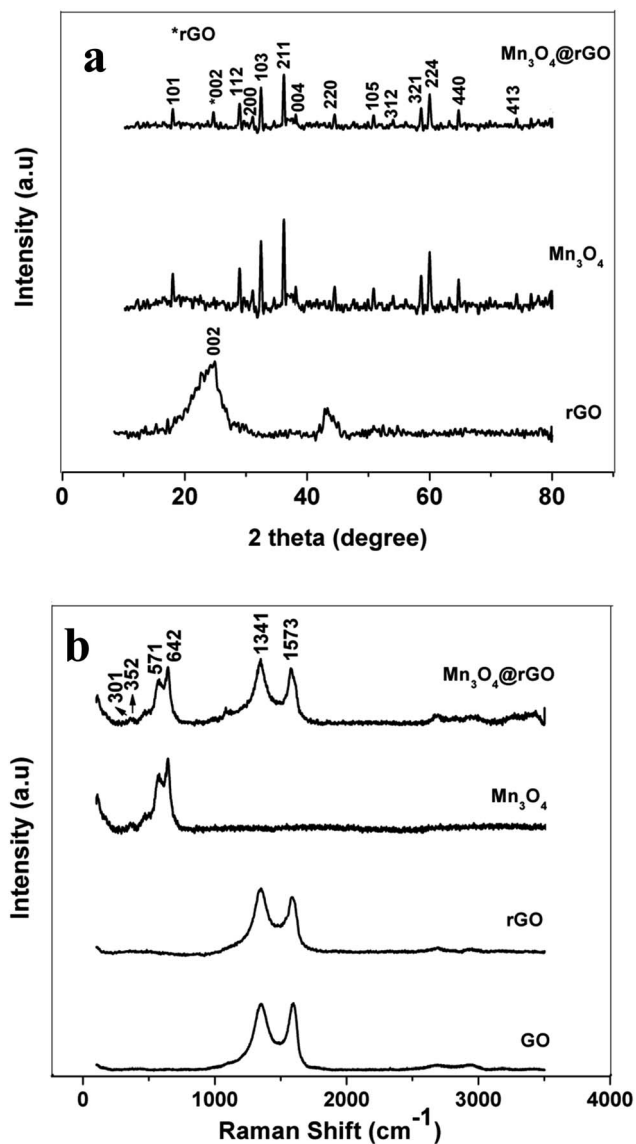 *rGO
a
Mn₃O₄@rGO
101
*002
112
200
103
211
004
220
105
312
321
224
440
413
Mn₃O₄
002
rGO
Intensity (a.u)
0 20 40 60 80
2 theta (degree)
b
301
352
571
642
1341
1573
Mn₃O₄@rGO
Mn₃O₄
rGO
GO
Intensity (a.u)
0 1000 2000 3000 4000
Raman Shift (cm⁻¹)